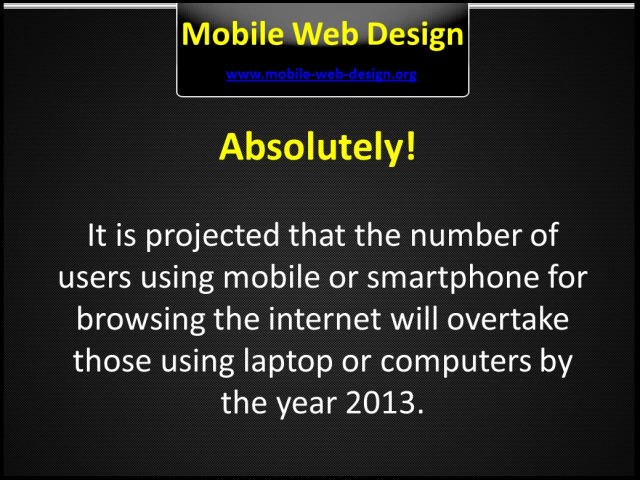 Mobile Web Design
www.mobile-web-design.org
Absolutely!
It is projected that the number of
users using mobile or smartphone for
browsing the internet will overtake
those using laptop or computers by
the year 2013.